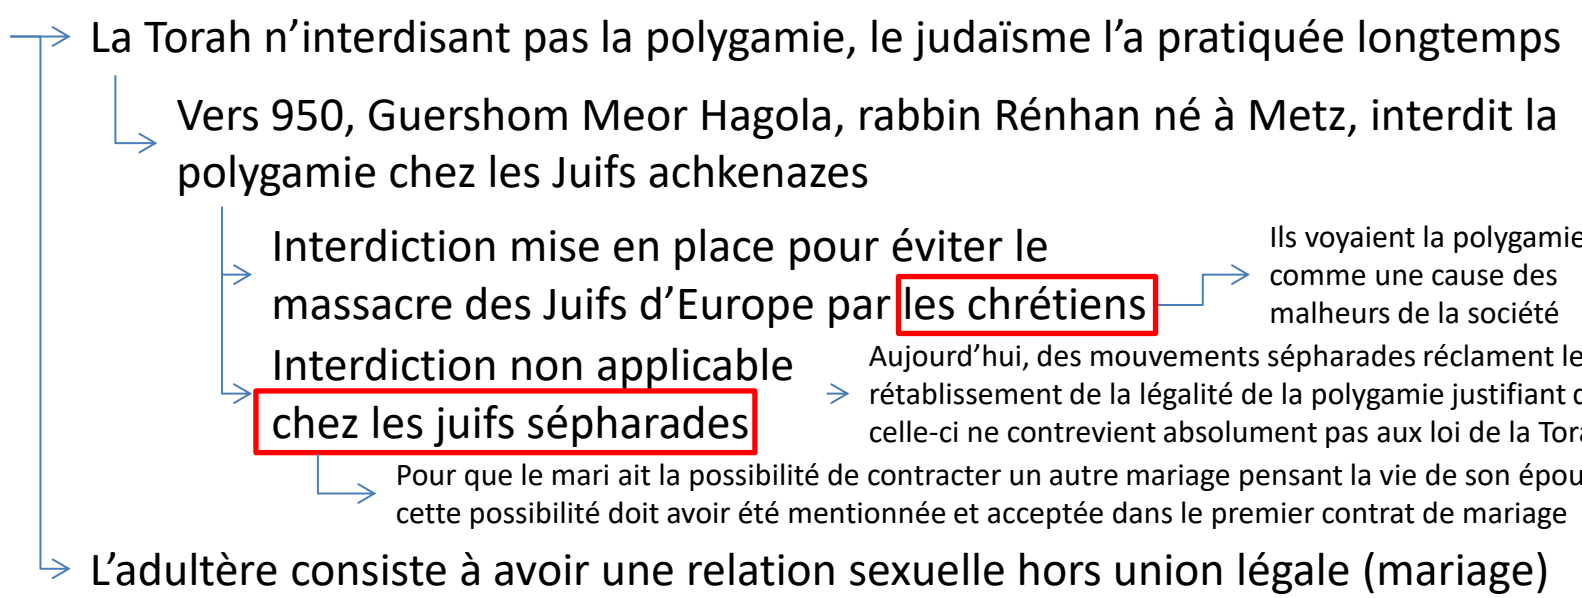 La Torah n’interdisant pas la polygamie, le judaïsme l’a pratiquée longtemps
Vers 950, Guershom Meor Hagola, rabbin Rénhan né à Metz, interdit la
polygamie chez les Juifs achkenazes
Interdiction mise en place pour éviter le
massacre des Juifs d’Europe par les chrétiens
Ils voyaient la polygamie
comme une cause des
malheurs de la société
Interdiction non applicable
chez les juifs sépharades
Aujourd’hui, des mouvements sépharades réclament le
rétablissement de la légalité de la polygamie justifiant
celle-ci ne contrevient absolument pas aux loi de la
Pour que le mari ait la possibilité de contracter un autre mariage pensant la vie de son
cette possibilité doit avoir été mentionnée et acceptée dans le premier contrat de mariage
L’adultère consiste à avoir une relation sexuelle hors union légale (mariage)